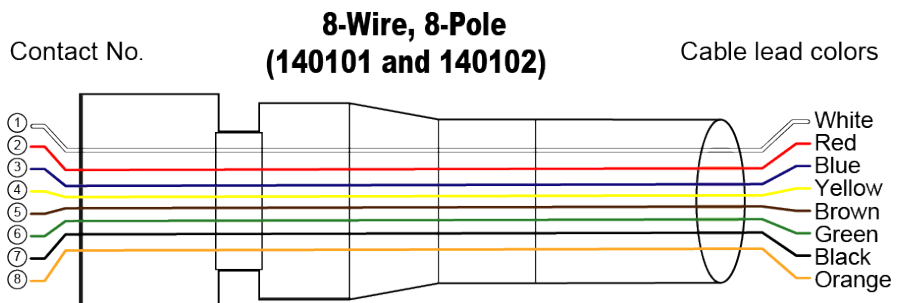 8-Wire, 8-Pole
Contact No.
(140101 and 140102)
Cable lead colors
1 White
2 Red
3 Blue
4 Yellow
5 Brown
6 Green
7 Black
8 Orange